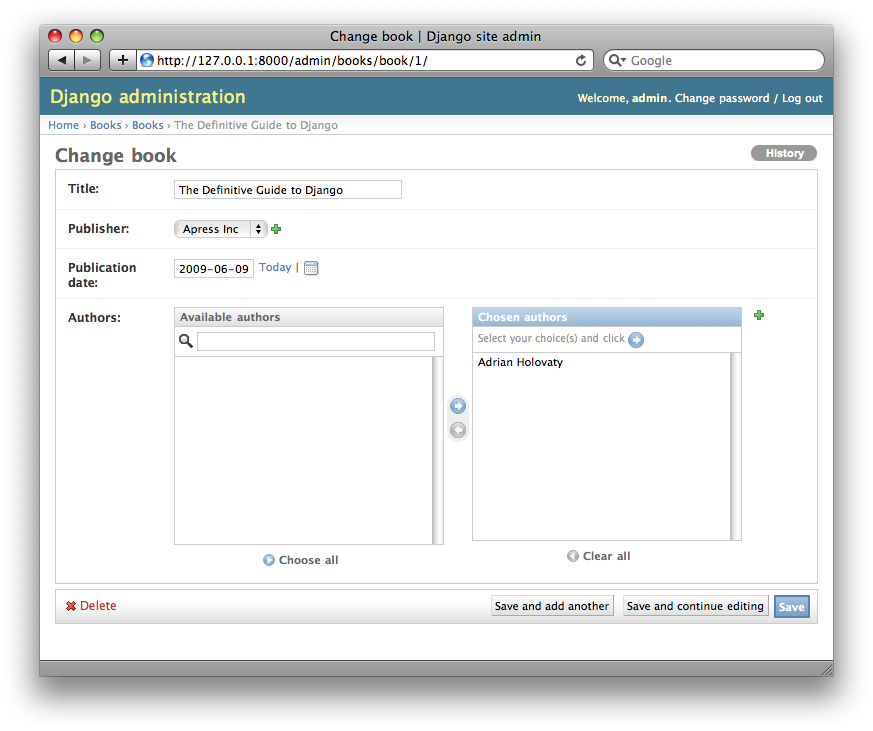 Change book | Django site admin
http://127.0.0.1:8000/admin/books/book/1/
Google
Django administration
Welcome, admin. Change password / Log out
Home › Books › Books › The Definitive Guide to Django
Change book
History
Title:
The Definitive Guide to Django
Publisher:
Apress Inc
Publication
date:
2009-06-09
Today |
Authors:
Available authors
Chosen authors
Select your choice(s) and click
Adrian Holovaty
Choose all
Clear all
Delete
Save and add another
Save and continue editing
Save